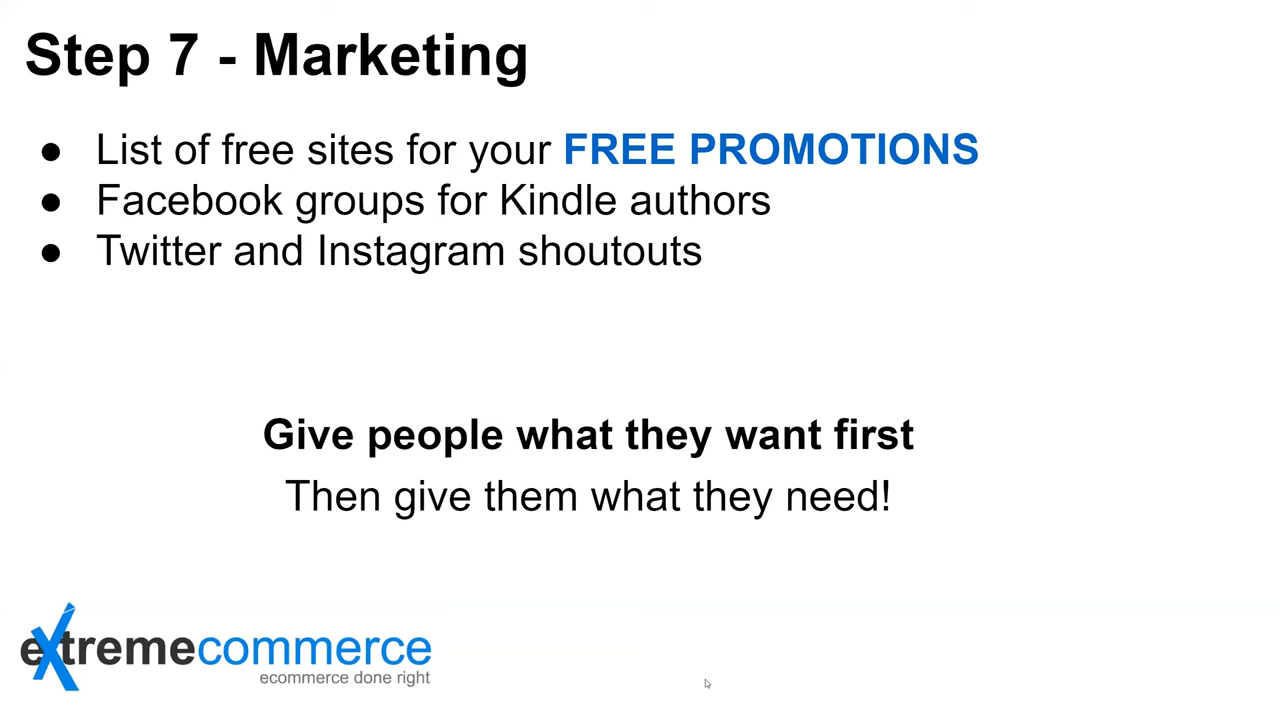 Step 7 - Marketing
● List of free sites for your FREE PROMOTIONS
● Facebook groups for Kindle authors
● Twitter and Instagram shoutouts
Give people what they want first
Then give them what they need!
extremecommerce
ecommerce done right